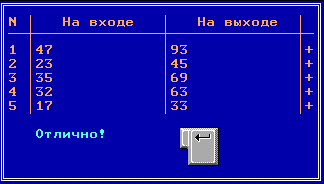 N На входе На выходе
1 47 93 +
2 23 45 +
3 35 69 +
4 32 63 +
5 17 33 +
Отлично!